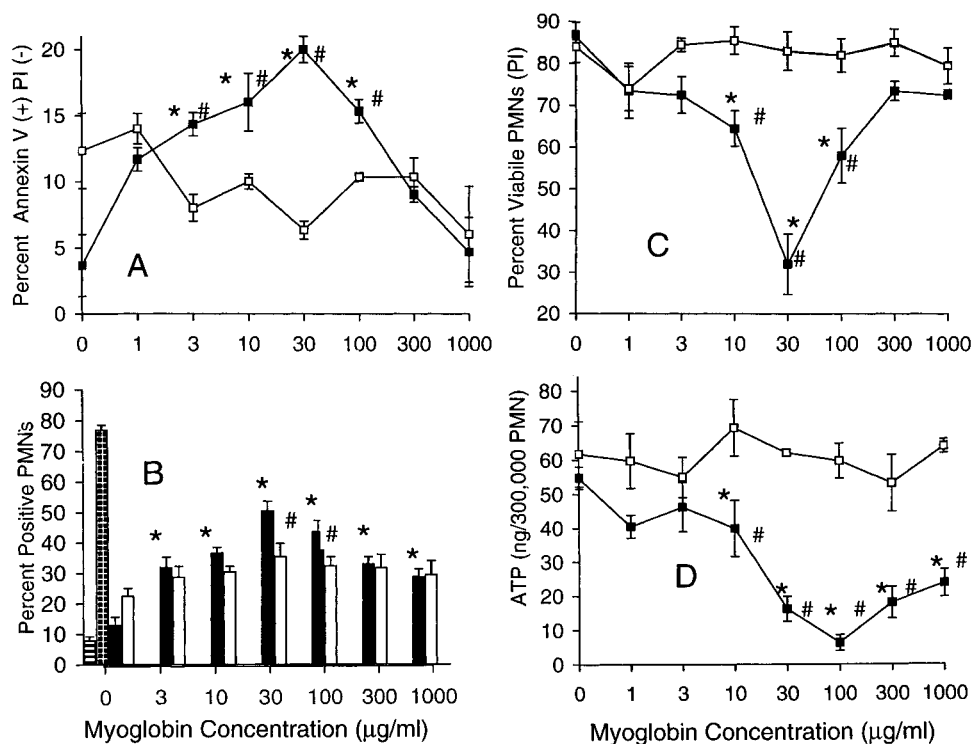 Percent Annexin V (+) PI (-)
20
15
10
5
0
* # * # * # * #
A
0 1 3 10 30 100 300 1000
Percent Viable PMNs (PI)
90
80
70
60
50
40
30
20
* # * # * #
C
0 1 3 10 30 100 300 1000
Percent Positive PMNs
90
80
70
60
50
40
30
20
10
0
B
* * * # * # * *
0 3 10 30 100 300 1000
Myoglobin Concentration (µg/ml)
ATP (ng/300,000 PMN)
80
70
60
50
40
30
20
10
0
* # * # * # * # * #
D
0 1 3 10 30 100 300 1000
Myoglobin Concentration (µg/ml)